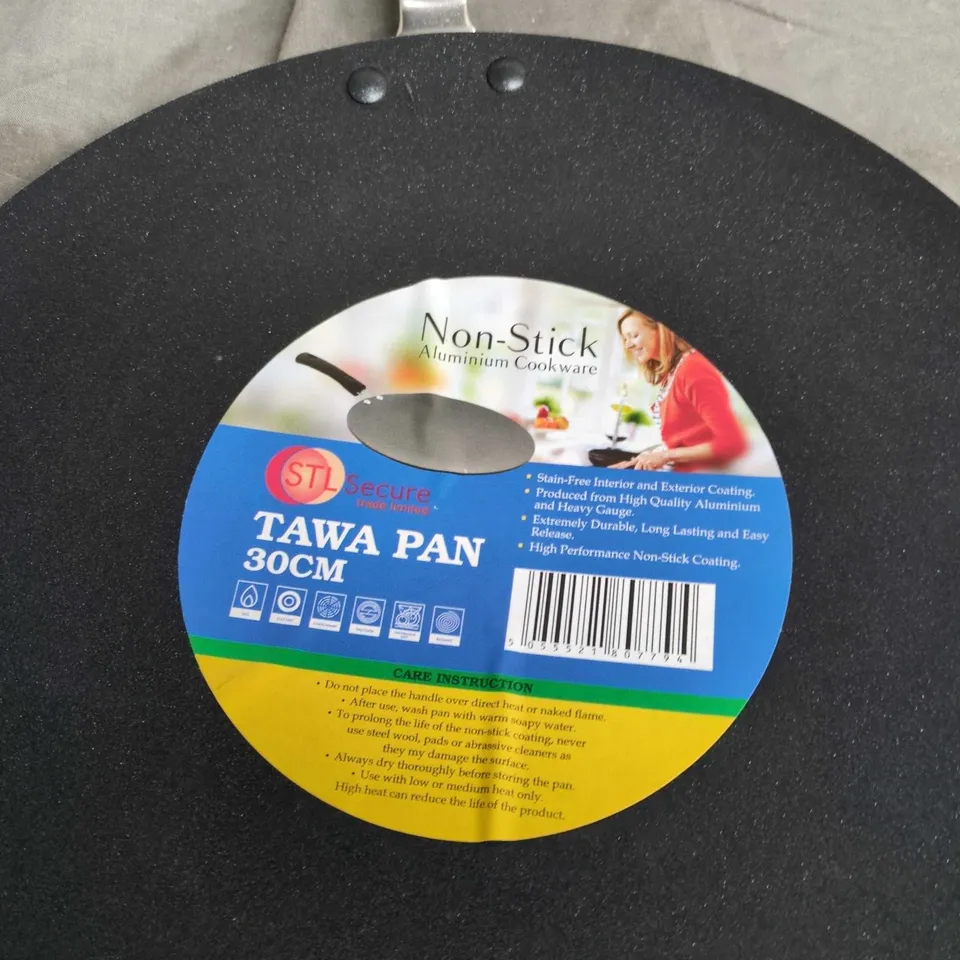 Non-Stick
Aluminium Cookware
STL Secure
trade limited
TAWA PAN
30CM
• Stain-Free Interior and Exterior Coating.
• Produced from High Quality Aluminium
and Heavy Gauge.
• Extremely Durable, Long Lasting and Easy
Release.
• High Performance Non-Stick Coating.
5 055521 807794
CARE INSTRUCTION
• Do not place the handle over direct heat or naked flame.
• After use, wash pan with warm soapy water.
• To prolong the life of the non-stick coating, never
use steel wool, pads or abrassive cleaners as
they my damage the surface.
• Always dry thoroughly before storing the pan.
• Use with low or medium heat only.
High heat can reduce the life of the product.